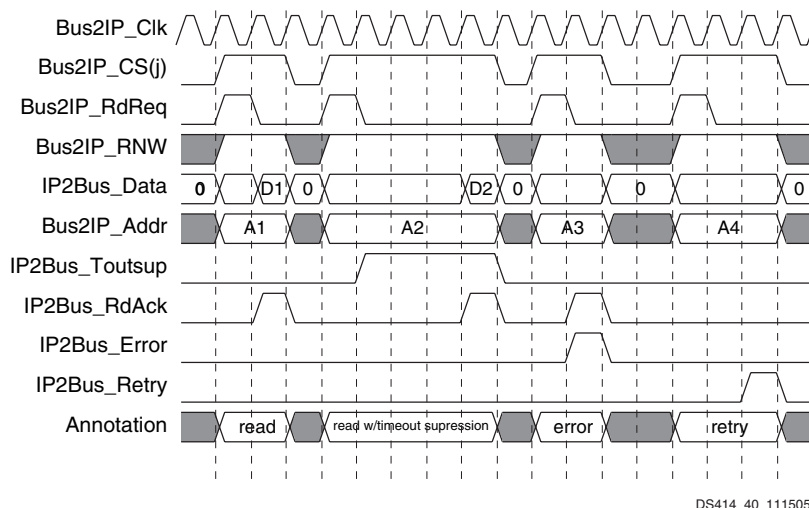 Bus2IP_Clk
Bus2IP_CS(j)
Bus2IP_RdReq
Bus2IP_RNW
IP2Bus_Data 0 D1 0 D2 0 0 0
Bus2IP_Addr A1 A2 A3 A4
IP2Bus_Toutsup
IP2Bus_RdAck
IP2Bus_Error
IP2Bus_Retry
Annotation read read w/timeout supression error retry
DS414_40_111505